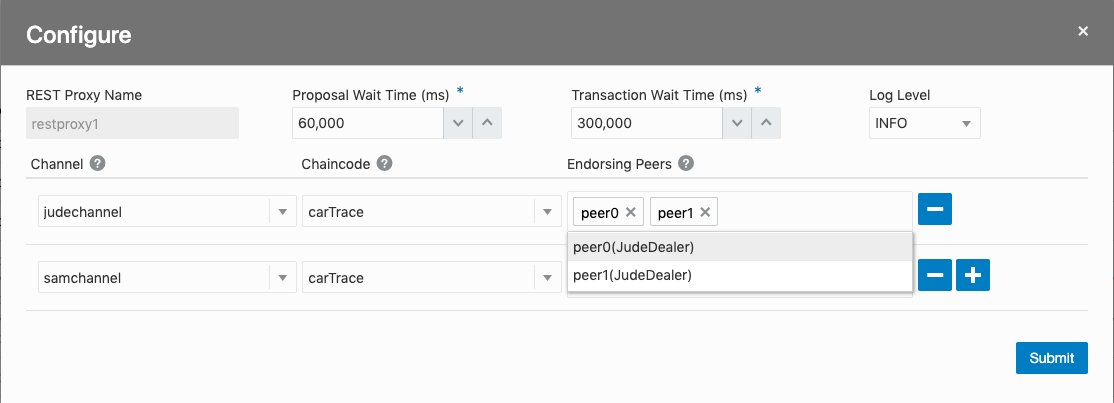 Configure
REST Proxy Name
Proposal Wait Time (ms) *
Transaction Wait Time (ms) *
Log Level
restproxy1
60,000
300,000
INFO
Channel ?
Chaincode ?
Endorsing Peers ?
judechannel
carTrace
peer0 ✕
peer1 ✕
peer0(JudeDealer)
samchannel
carTrace
peer1(JudeDealer)
Submit